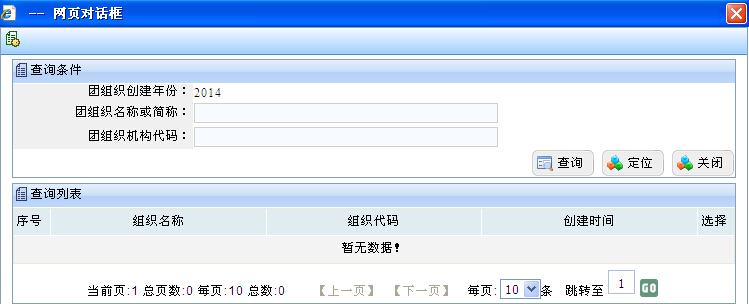 -- 网页对话框
查询条件
团组织创建年份： 2014
团组织名称或简称：
团组织机构代码：
查询 定位 关闭
查询列表
序号 组织名称 组织代码 创建时间 选择
暂无数据！
当前页:1 总页数:0 每页:10 总数:0 【上一页】 【下一页】 每页: 10 条 跳转至 1 GO